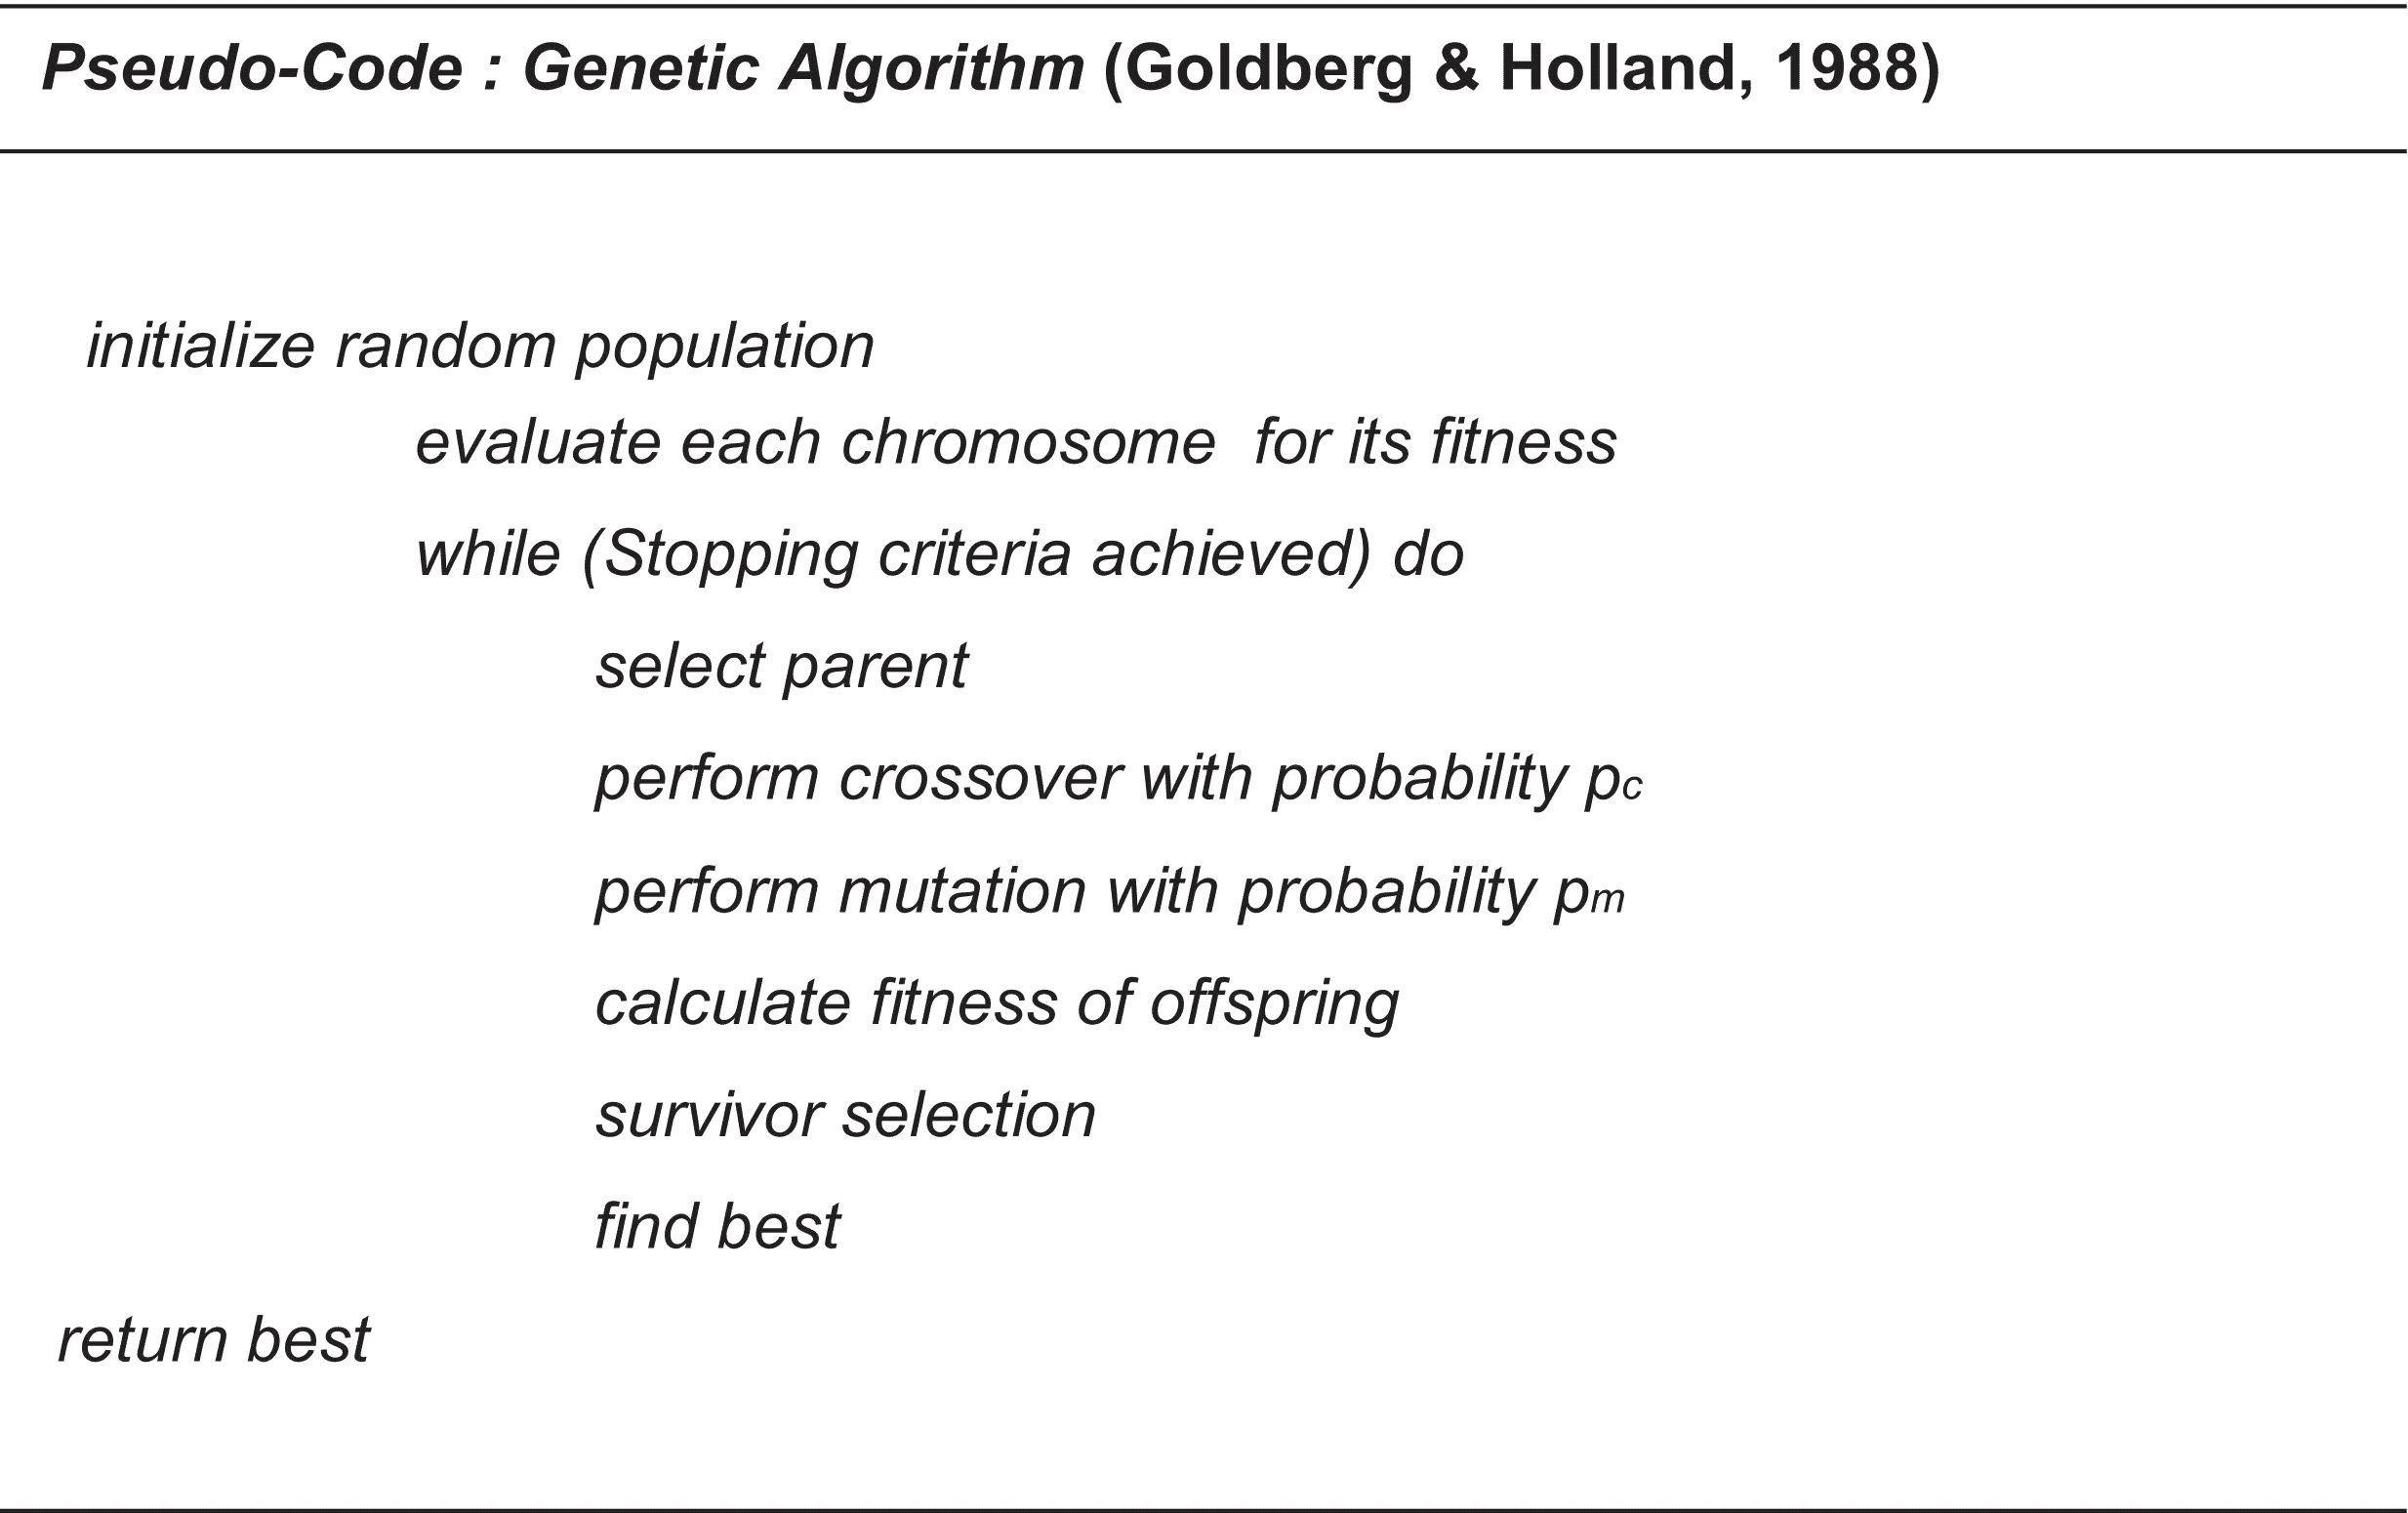 Pseudo-Code : Genetic Algorithm (Goldberg & Holland, 1988)
initialize random population
evaluate each chromosome for its fitness
while (Stopping criteria achieved) do
select parent
perform crossover with probability pc
perform mutation with probability pm
calculate fitness of offspring
survivor selection
find best
return best